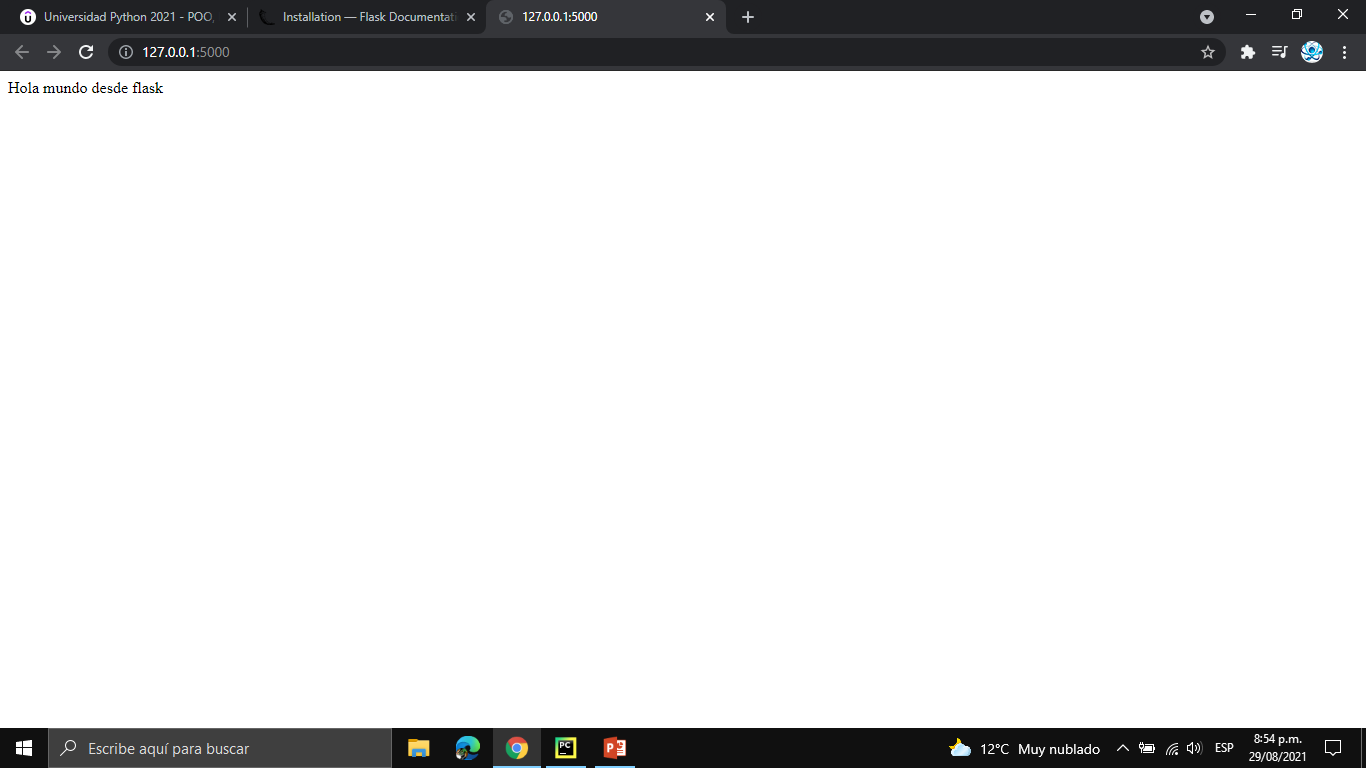 Universidad Python 2021 - POO,
Installation — Flask Documentati
127.0.0.1:5000
127.0.0.1:5000
Hola mundo desde flask
Escribe aquí para buscar
PC
P
12°C Muy nublado
ESP
8:54 p.m.
29/08/2021